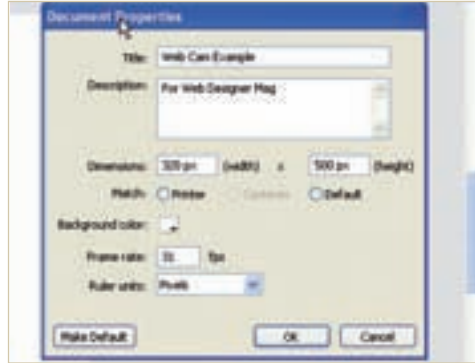 Document Properties
Title: Web Cam Example
Description: For Web Designer Mag
Dimensions: 320 px (width) x 500 px (height)
Match: Printer Contents Default
Background color:
Frame rate: 31 fps
Ruler units: Pixels
Make Default OK Cancel